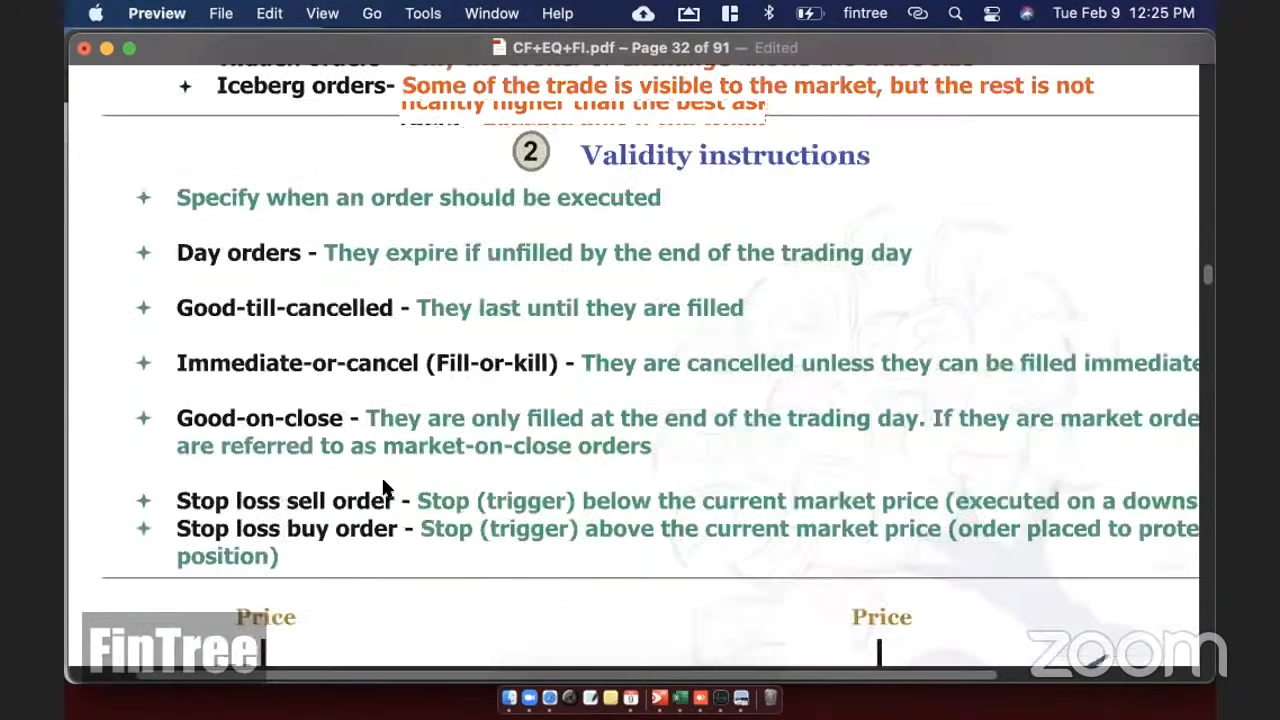 Preview File Edit View Go Tools Window Help fintree Tue Feb 9 12:25 PM
CF+EQ+FI.pdf – Page 32 of 91 — Edited
Iceberg orders- Some of the trade is visible to the market, but the rest is not
ficantly higher than the best ask
2 Validity instructions
Specify when an order should be executed
Day orders - They expire if unfilled by the end of the trading day
Good-till-cancelled - They last until they are filled
Immediate-or-cancel (Fill-or-kill) - They are cancelled unless they can be filled immediate
Good-on-close - They are only filled at the end of the trading day. If they are market orde
are referred to as market-on-close orders
Stop loss sell order - Stop (trigger) below the current market price (executed on a downs
Stop loss buy order - Stop (trigger) above the current market price (order placed to prote
position)
Price Price
FinTree zoom